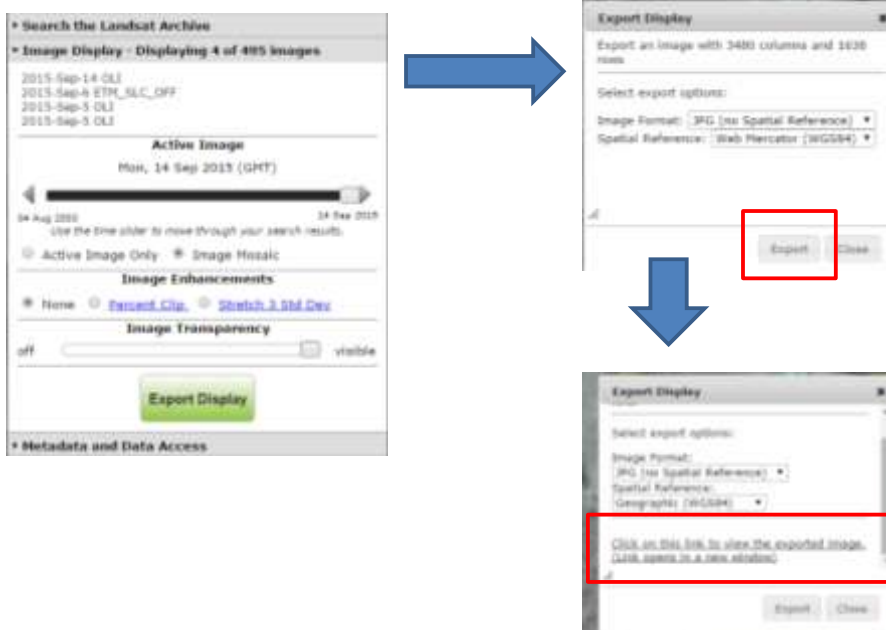 Search the Landsat Archive
Image Display - Displaying 4 of 495 images
2015-Sep-14 OLI
2015-Sep-6 ETM_SLC_OFF
2015-Sep-5 OLI
2015-Sep-5 OLI
Active Image
Mon, 14 Sep 2015 (GMT)
Aug
14 Sep 2015
Use the time slider to move through your search results.
Active Image Only Image Mosaic
Image Enhancements
None Percent Clip Stretch 2 Std Dev
Image Transparency
off visible
Export Display
Metadata and Data Access
Export Display
Export an image with 3480 columns and 1636
rows
Select export options:
Image Format: JPG (no Spatial Reference)
Spatial Reference: Web Mercator (WGS84)
Export Close
Export Display
Select export options:
Image Format:
JPG (no Spatial Reference)
Spatial Reference:
Geographic (WGS84)
Click on this link to view the exported image.
(Link opens in a new window)
Export Close